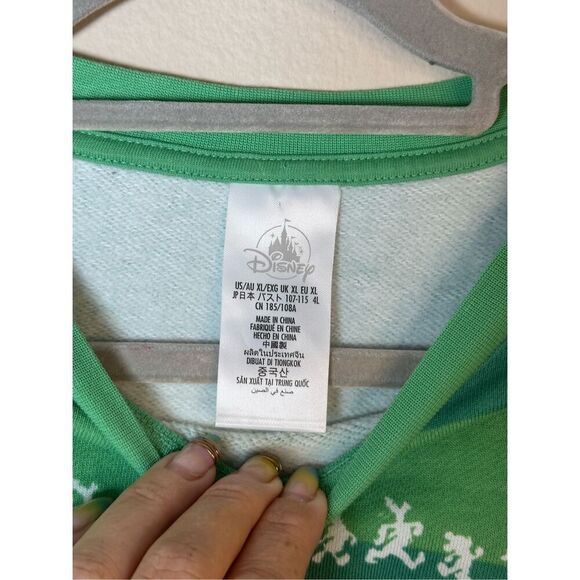 Disney
US/AU XL/EXG UK XL EU XL
JP日本 バスト 107-115 4L
CN 185/108A
MADE IN CHINA
FABRIQUÉ EN CHINE
HECHO EN CHINA
中國製
ผลิตในประเทศจีน
DIBUAT DI TIONGKOK
중국산
SẢN XUẤT TẠI TRUNG QUỐC
صنع في الصين